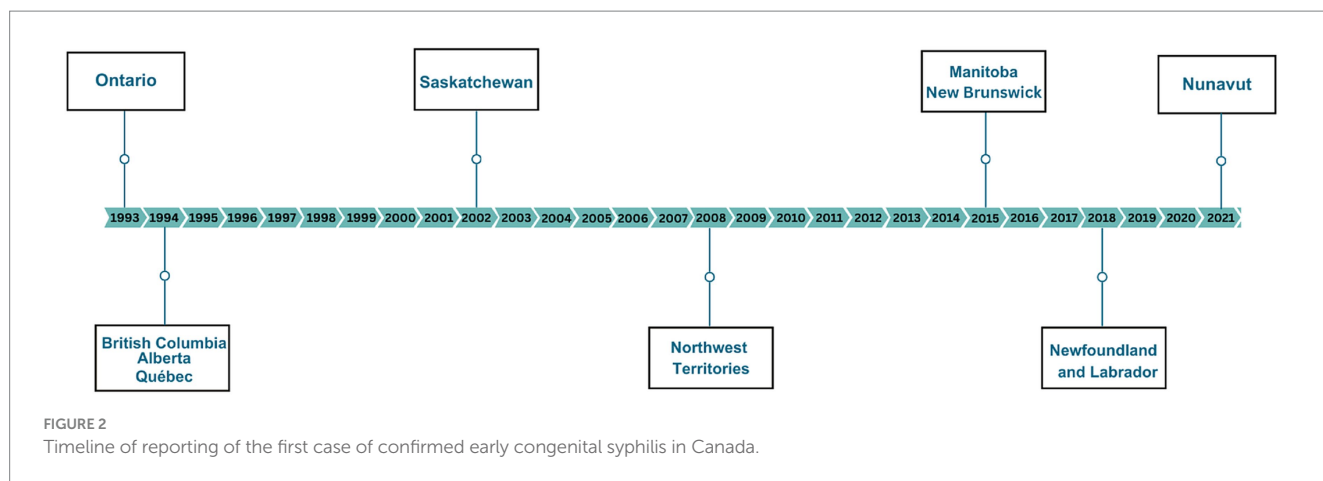 Ontario
Saskatchewan
Manitoba
New Brunswick
Nunavut
1993 1994 1995 1996 1997 1998 1999 2000 2001 2002 2003 2004 2005 2006 2007 2008 2009 2010 2011 2012 2013 2014 2015 2016 2017 2018 2019 2020 2021
British Columbia
Alberta
Québec
Northwest
Territories
Newfoundland
and Labrador
FIGURE 2
Timeline of reporting of the first case of confirmed early congenital syphilis in Canada.